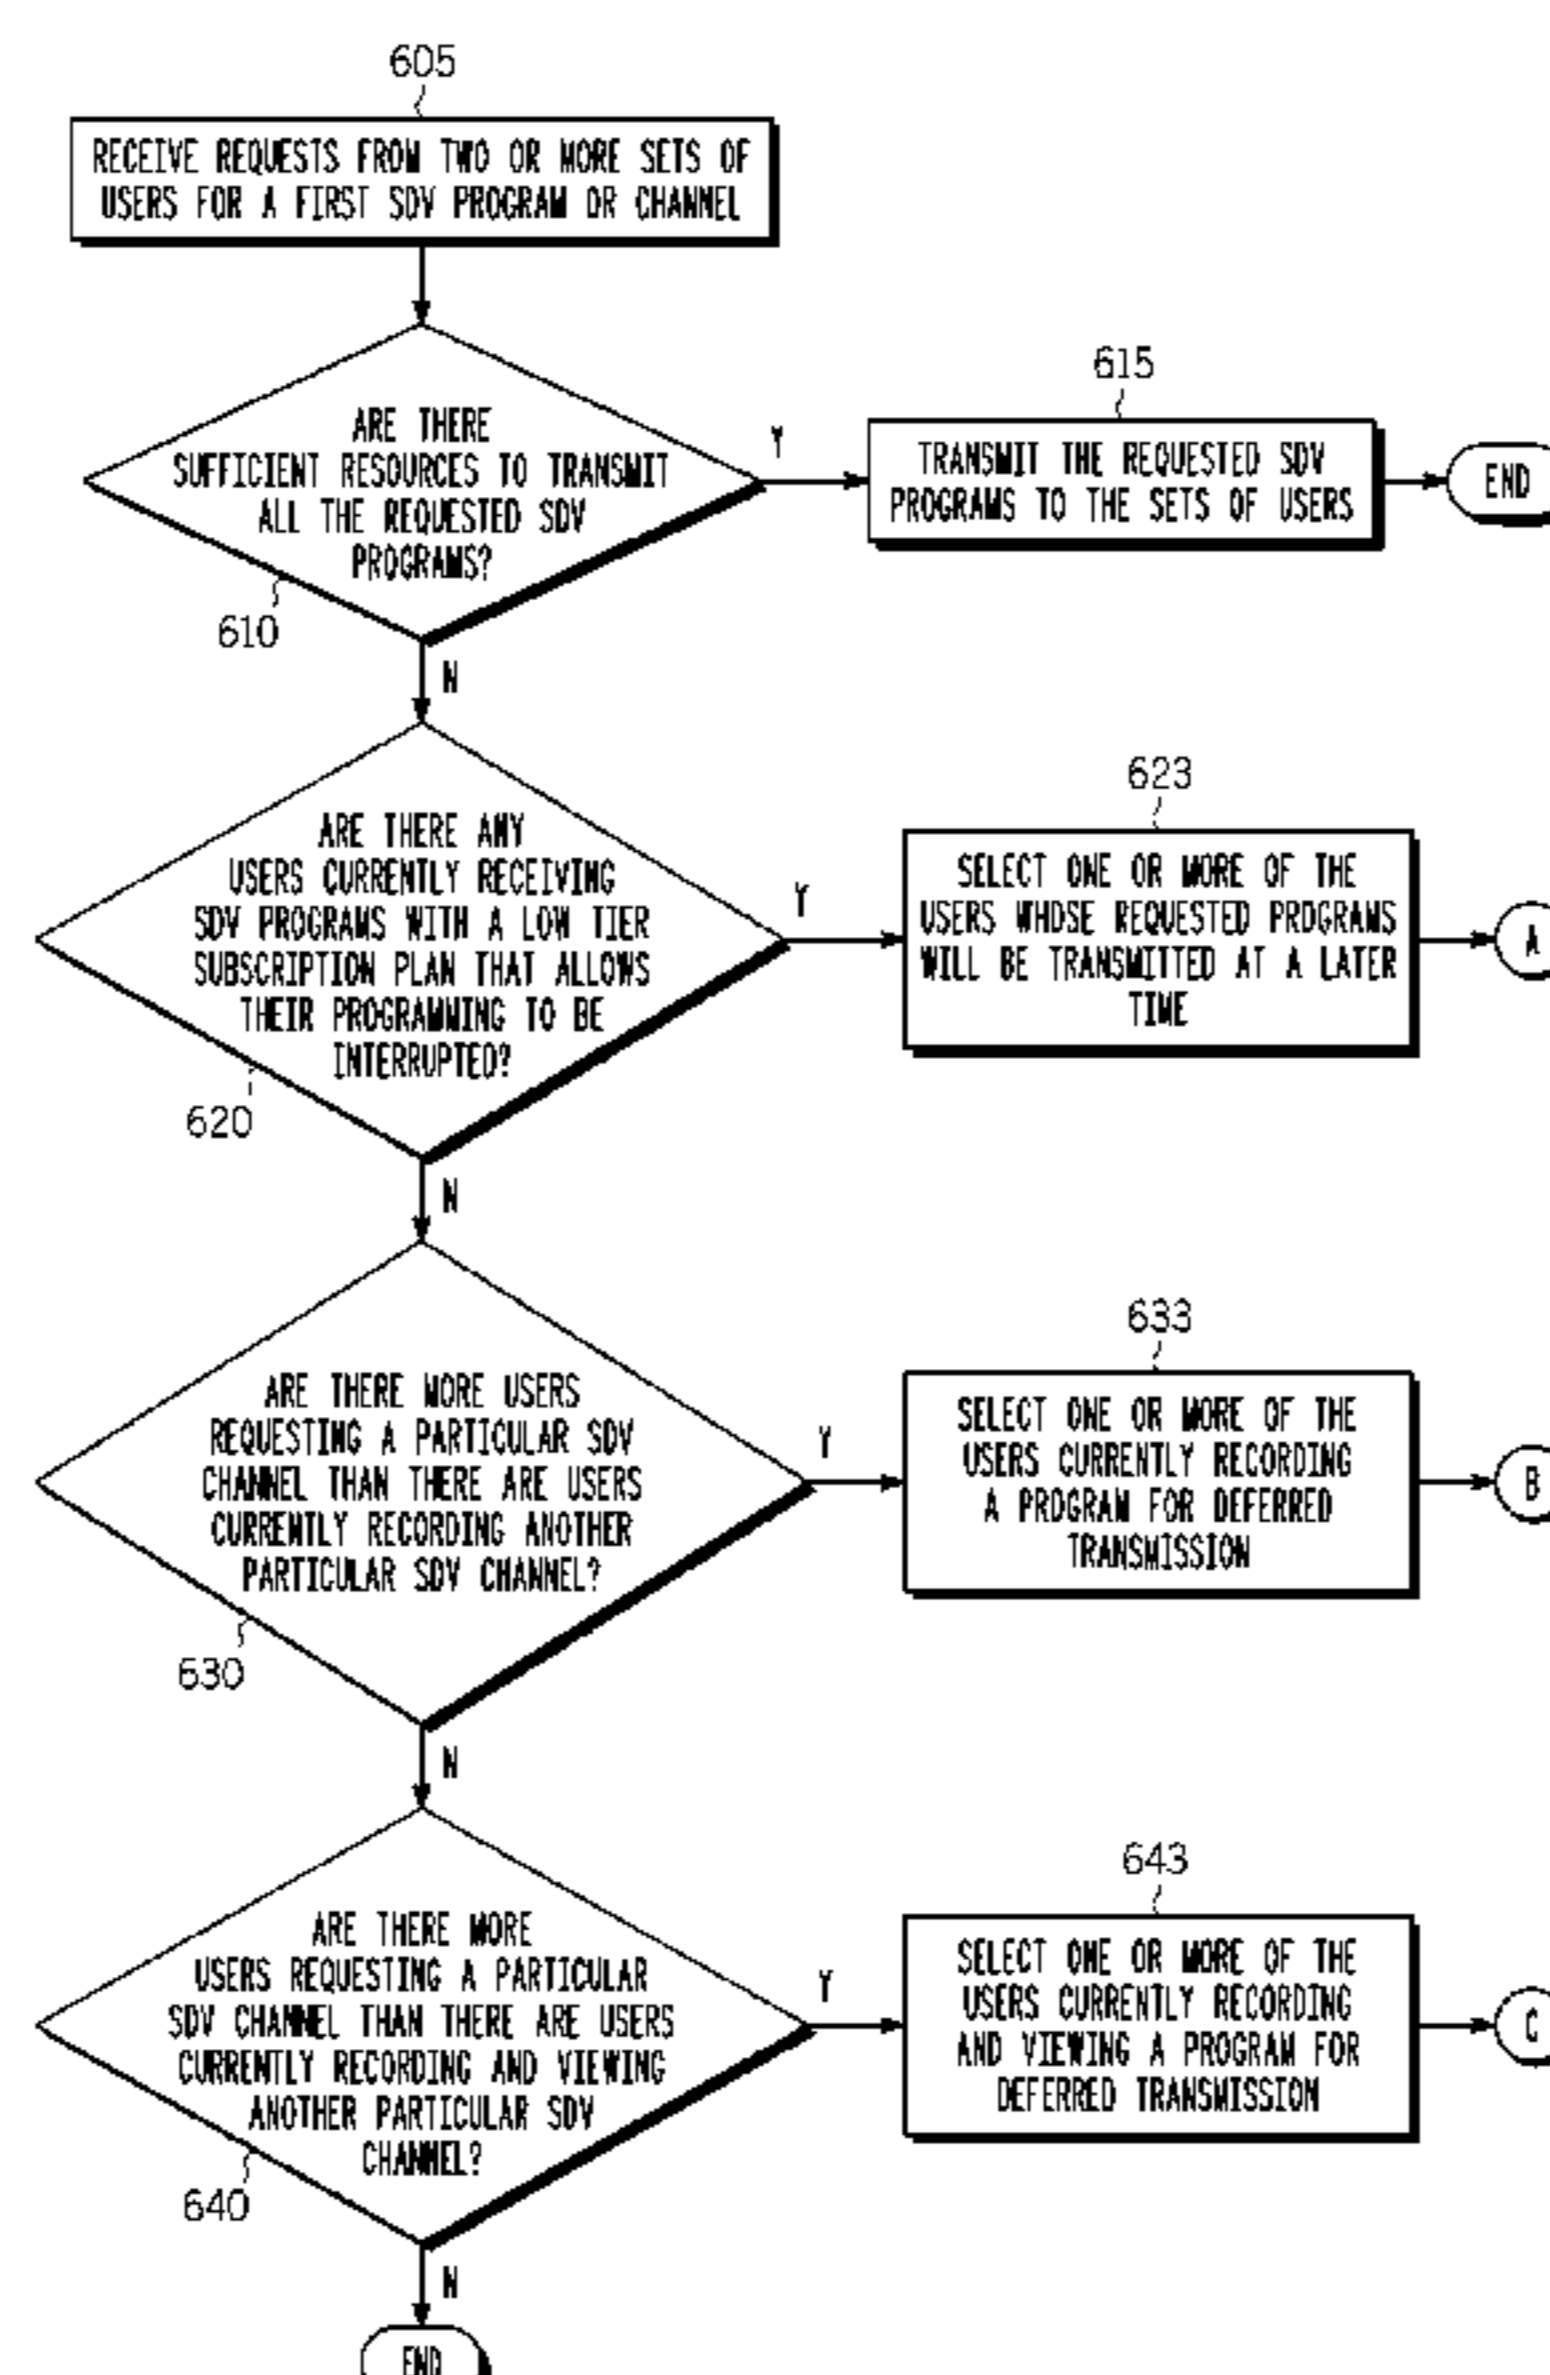 605
RECEIVE REQUESTS FROM TWO OR MORE SETS OF
USERS FOR A FIRST SDV PROGRAM OR CHANNEL
ARE THERE
SUFFICIENT RESOURCES TO TRANSMIT
ALL THE REQUESTED SDV
PROGRAMS?
610
Y
615
TRANSMIT THE REQUESTED SDV
PROGRAMS TO THE SETS OF USERS
END
N
ARE THERE ANY
USERS CURRENTLY RECEIVING
SDV PROGRAMS WITH A LOW TIER
SUBSCRIPTION PLAN THAT ALLOWS
THEIR PROGRAMMING TO BE
INTERRUPTED?
620
Y
623
SELECT ONE OR MORE OF THE
USERS WHOSE REQUESTED PROGRAMS
WILL BE TRANSMITTED AT A LATER
TIME
A
N
ARE THERE MORE USERS
REQUESTING A PARTICULAR SDV
CHANNEL THAN THERE ARE USERS
CURRENTLY RECORDING ANOTHER
PARTICULAR SDV CHANNEL?
630
Y
633
SELECT ONE OR MORE OF THE
USERS CURRENTLY RECORDING
A PROGRAM FOR DEFERRED
TRANSMISSION
B
N
ARE THERE MORE
USERS REQUESTING A PARTICULAR
SDV CHANNEL THAN THERE ARE USERS
CURRENTLY RECORDING AND VIEWING
ANOTHER PARTICULAR SDV
CHANNEL?
640
Y
643
SELECT ONE OR MORE OF THE
USERS CURRENTLY RECORDING
AND VIEWING A PROGRAM FOR
DEFERRED TRANSMISSION
C
N
END